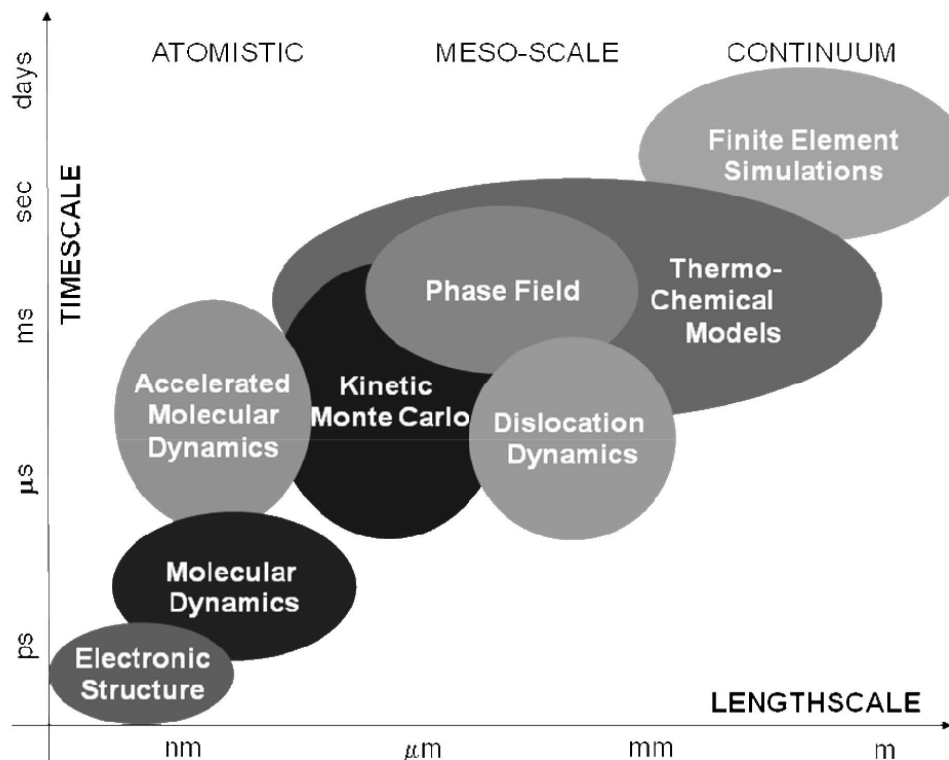 ATOMISTIC
MESO-SCALE
CONTINUUM
days
sec
ms
μs
ps
TIMESCALE
Finite Element
Simulations
Phase Field
Thermo-
Chemical
Models
Accelerated
Molecular
Dynamics
Kinetic
Monte Carlo
Dislocation
Dynamics
Molecular
Dynamics
Electronic
Structure
LENGTHSCALE
nm
μm
mm
m